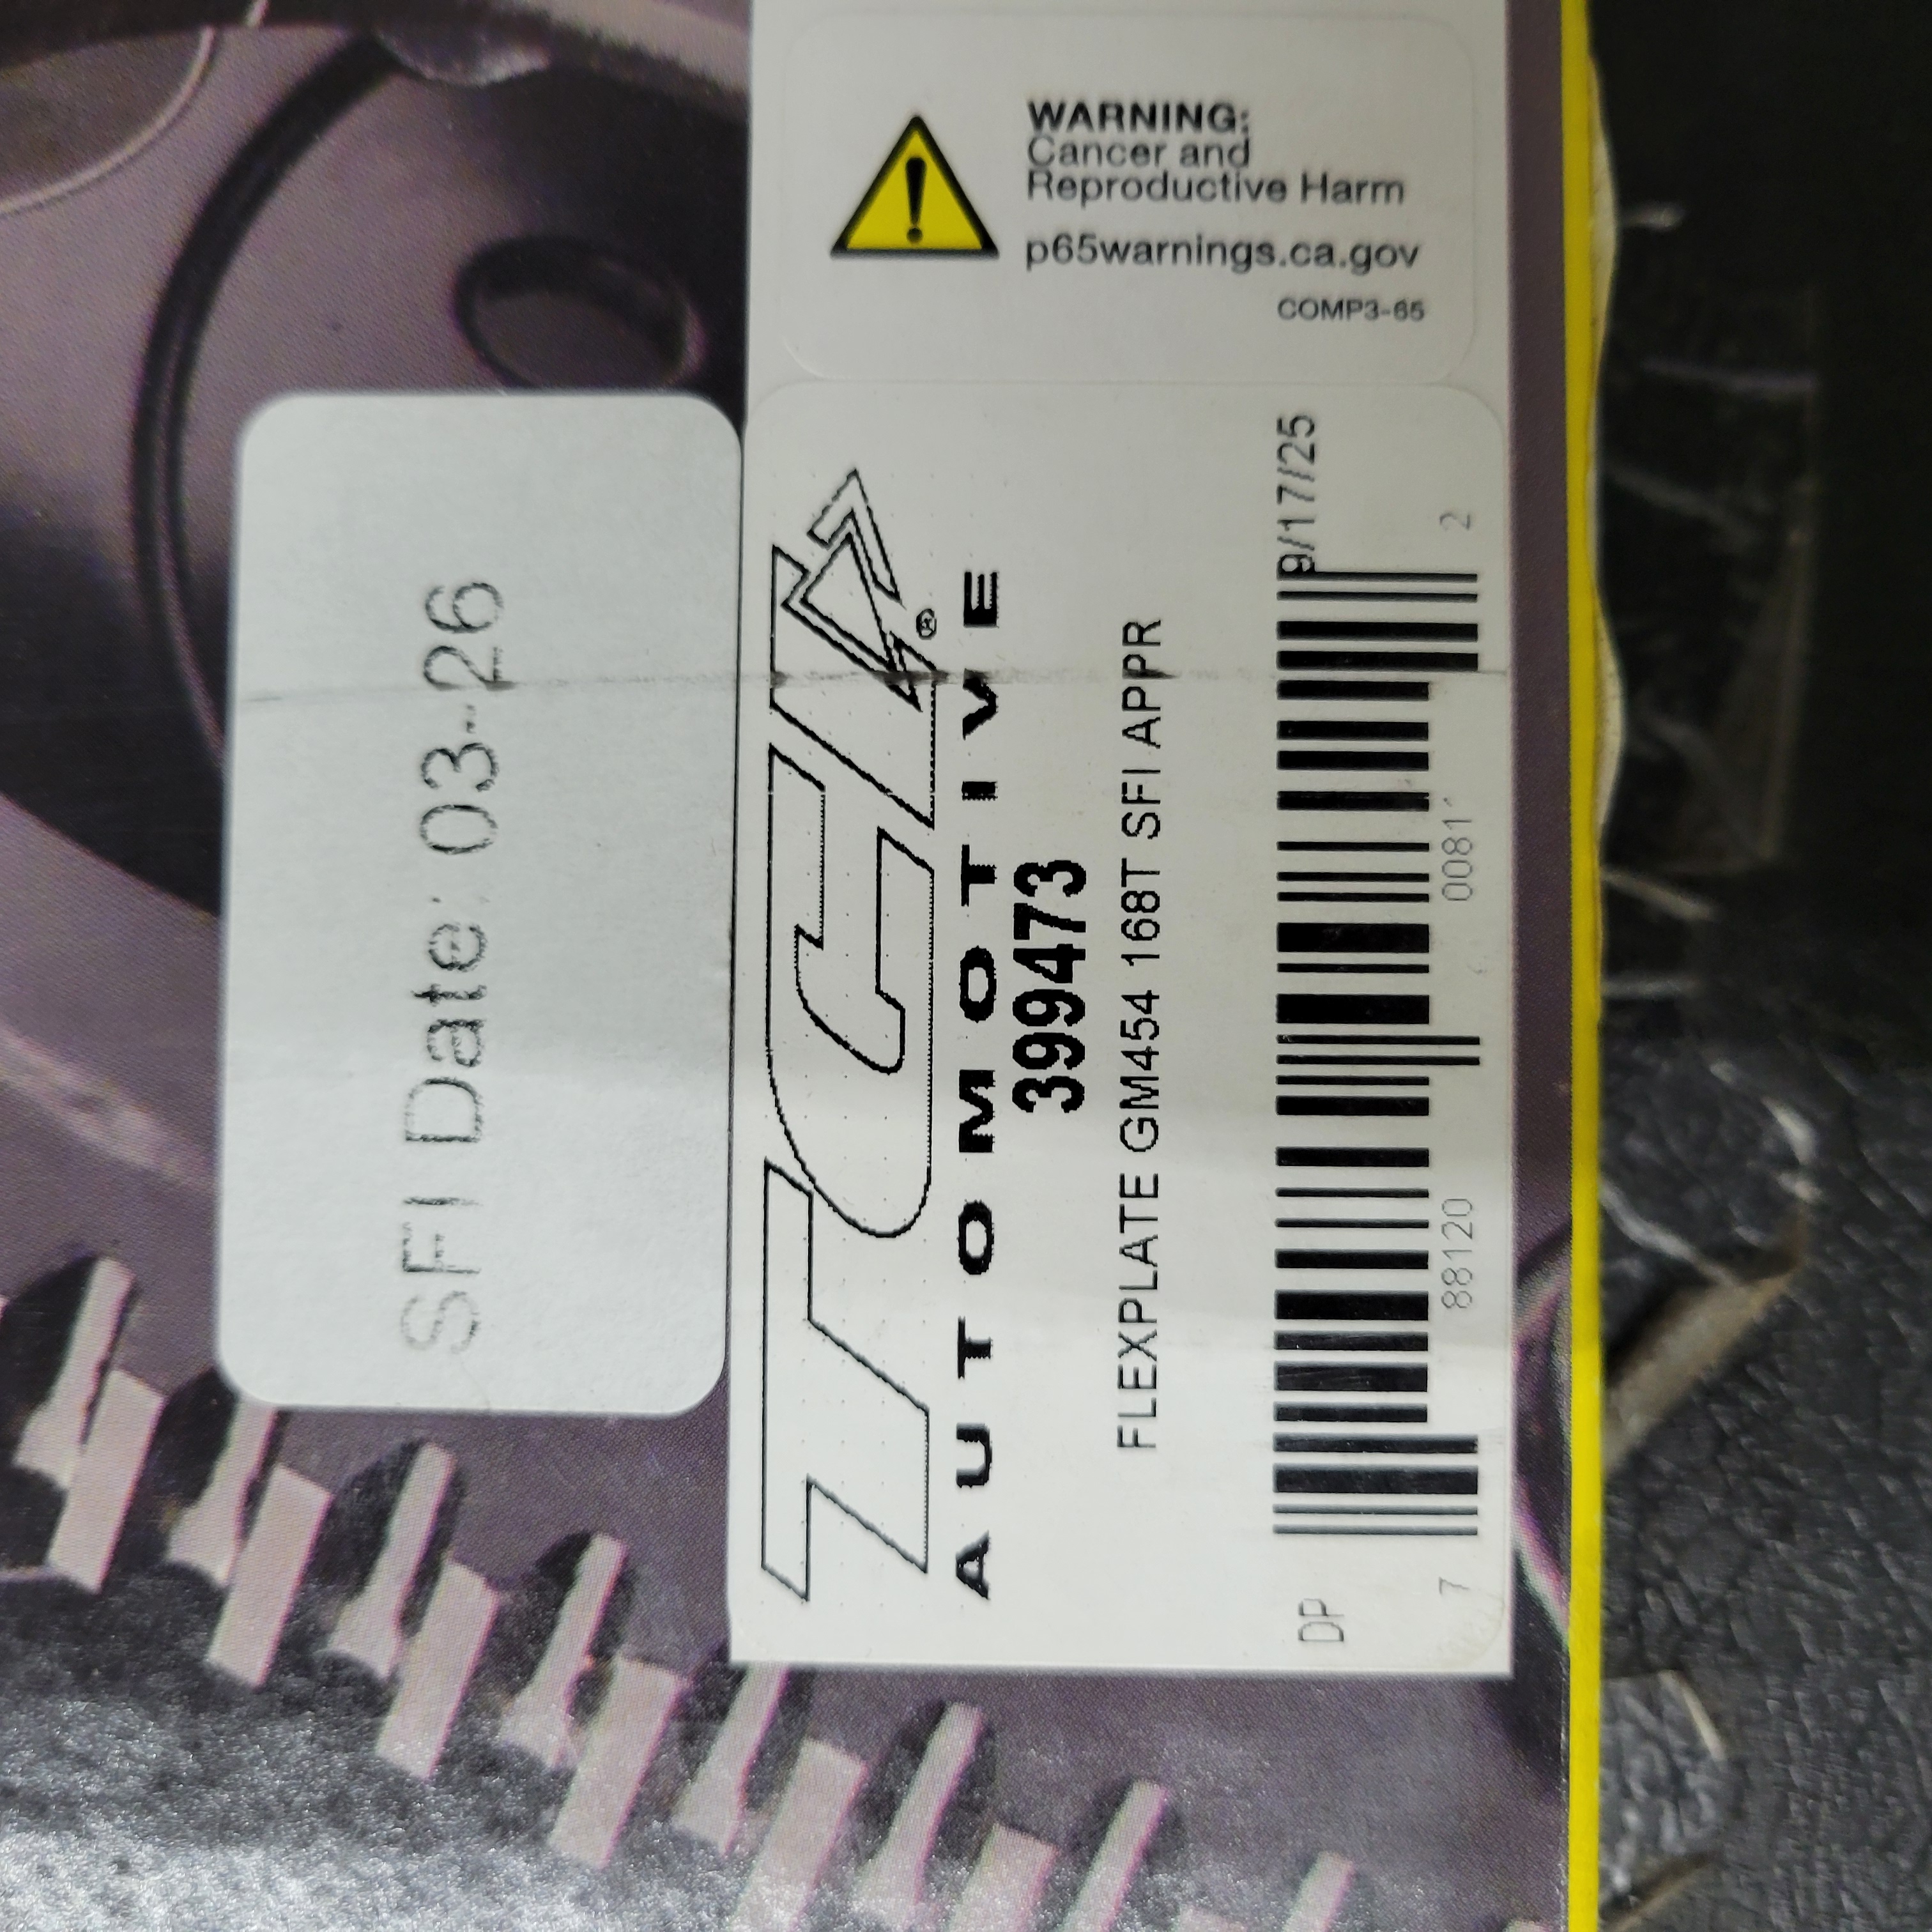 WARNING:
Cancer and
Reproductive Harm
p65warnings.ca.gov
COMP3-65
SFI Date: 03-26
TCI®
AUTOMOTIVE
399473
FLEXPLATE GM454 168T SFI APPR
DP 9/17/25
7 88120 0081 2